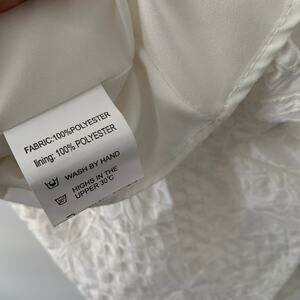 FABRIC:100%POLYESTER
lining: 100% POLYESTER
WASH BY HAND
HIGHS IN THE
UPPER 30℃